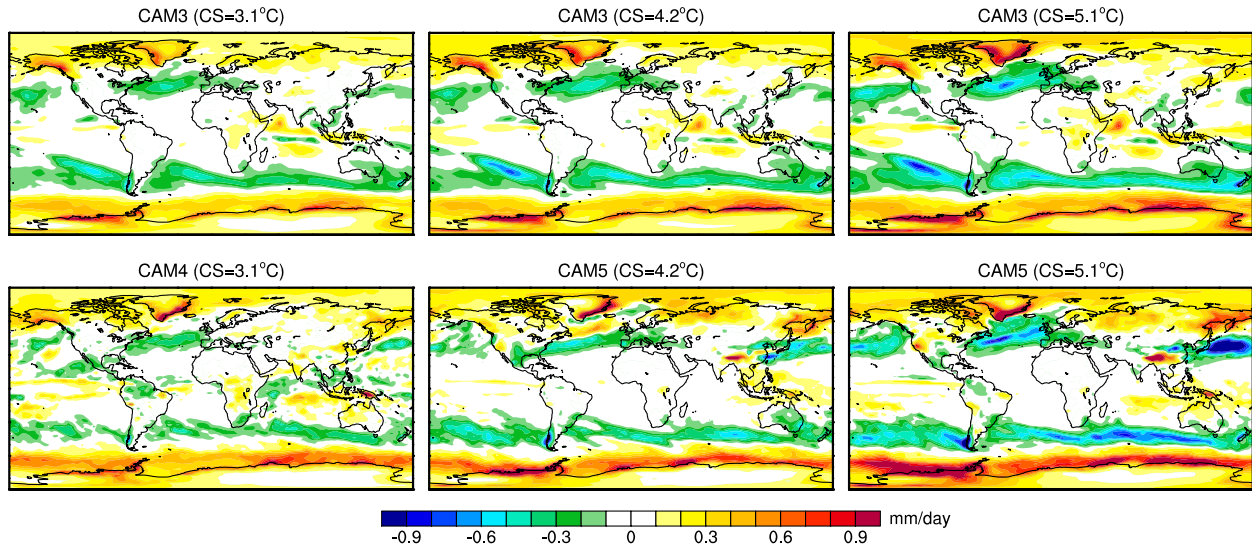 CAM3 (CS=3.1°C) CAM3 (CS=4.2°C) CAM3 (CS=5.1°C)
CAM4 (CS=3.1°C) CAM5 (CS=4.2°C) CAM5 (CS=5.1°C)
mm/day
-0.9 -0.6 -0.3 0 0.3 0.6 0.9